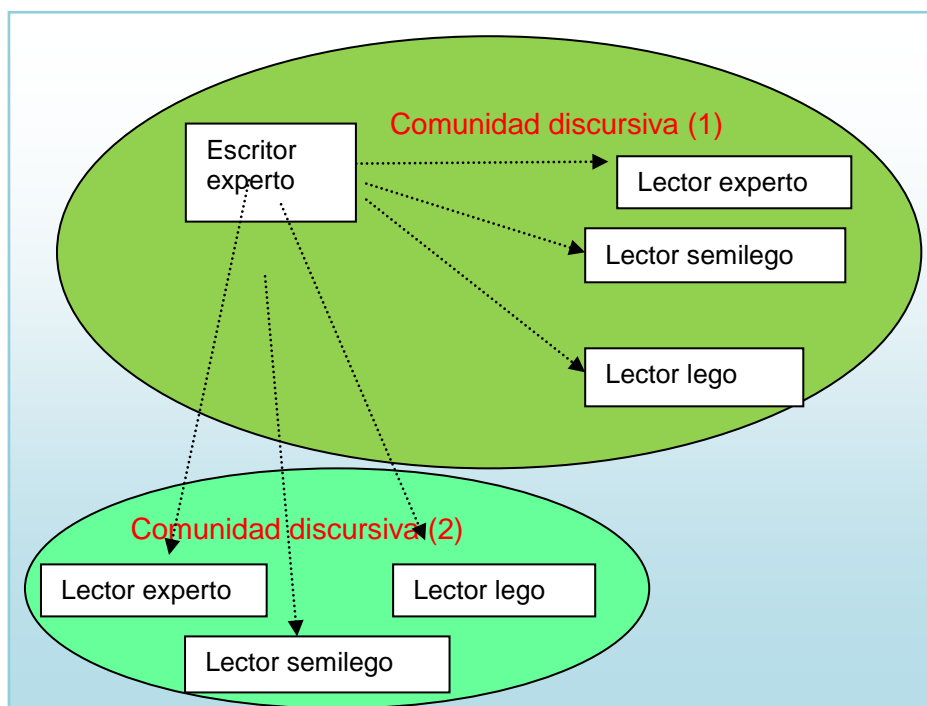 Comunidad discursiva (1)
Escritor
experto
Lector experto
Lector semilego
Lector lego
Comunidad discursiva (2)
Lector experto
Lector lego
Lector semilego